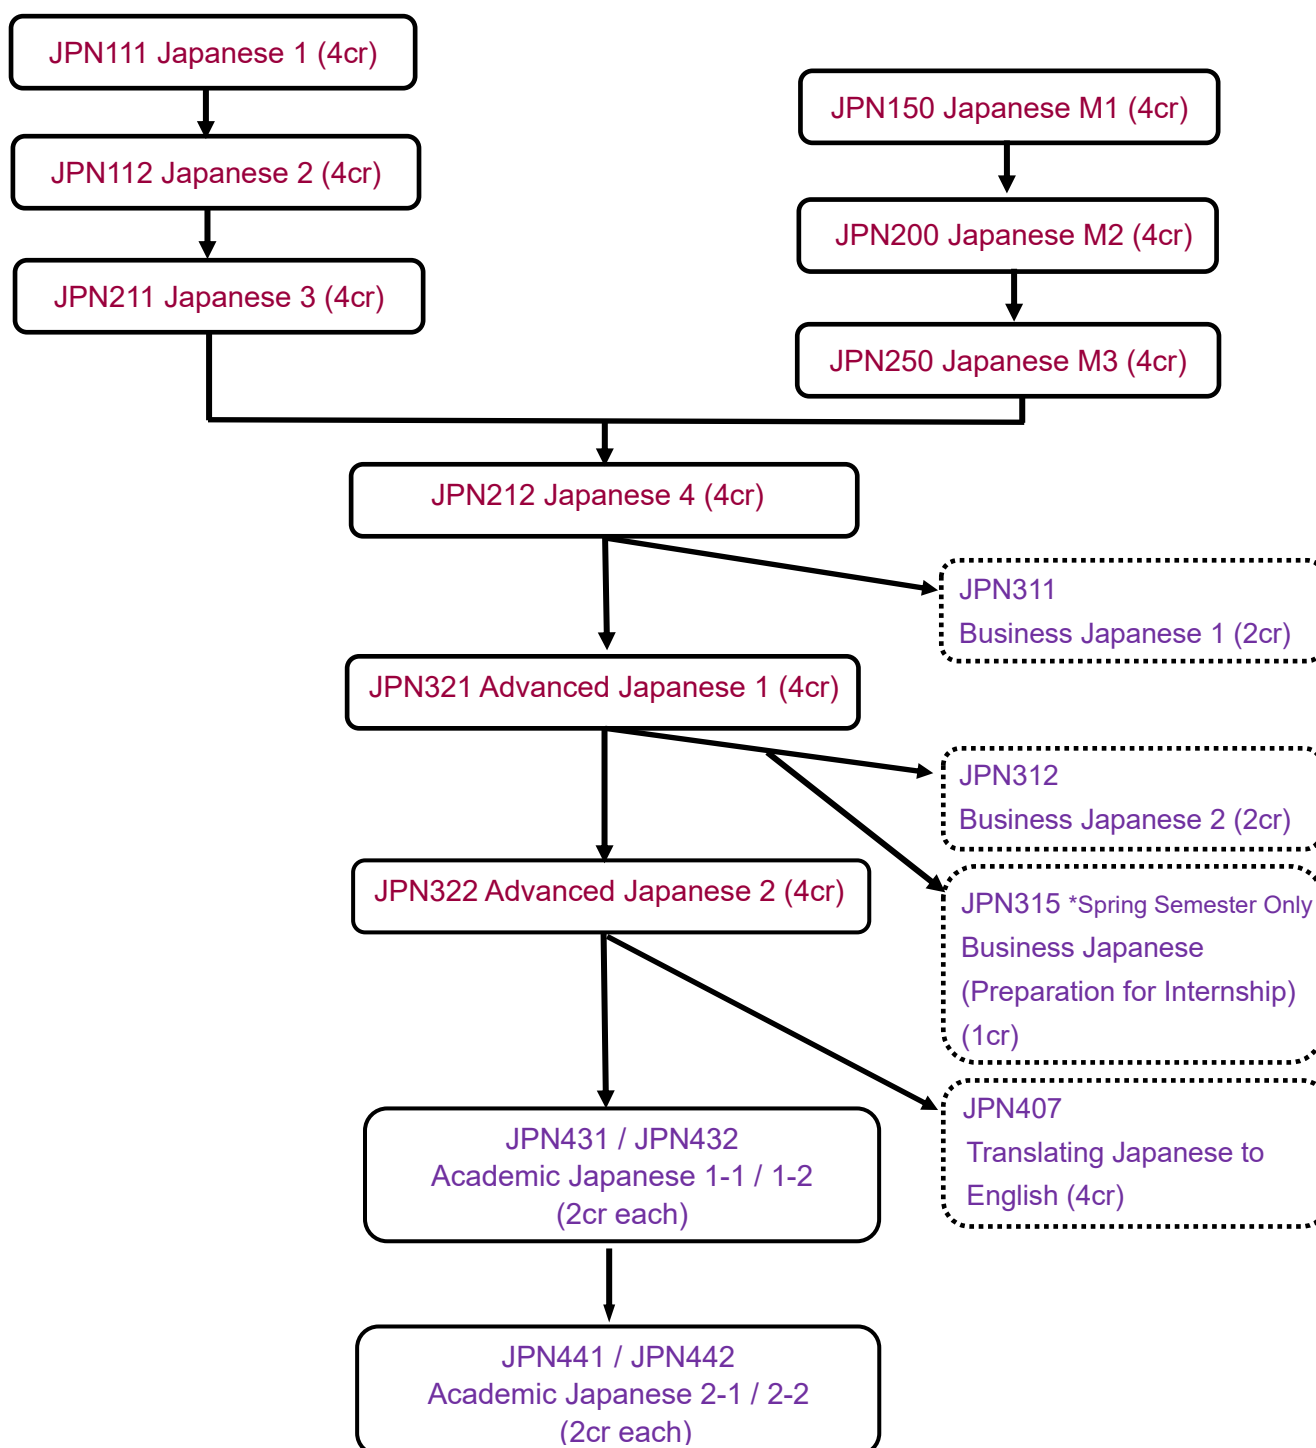 JPN111 Japanese 1 (4cr)
JPN150 Japanese M1 (4cr)
JPN112 Japanese 2 (4cr)
JPN200 Japanese M2 (4cr)
JPN211 Japanese 3 (4cr)
JPN250 Japanese M3 (4cr)
JPN212 Japanese 4 (4cr)
JPN311
Business Japanese 1 (2cr)
JPN321 Advanced Japanese 1 (4cr)
JPN312
Business Japanese 2 (2cr)
JPN322 Advanced Japanese 2 (4cr)
JPN315 *Spring Semester Only
Business Japanese
(Preparation for Internship)
(1cr)
JPN407
Translating Japanese to
English (4cr)
JPN431 / JPN432
Academic Japanese 1-1 / 1-2
(2cr each)
JPN441 / JPN442
Academic Japanese 2-1 / 2-2
(2cr each)